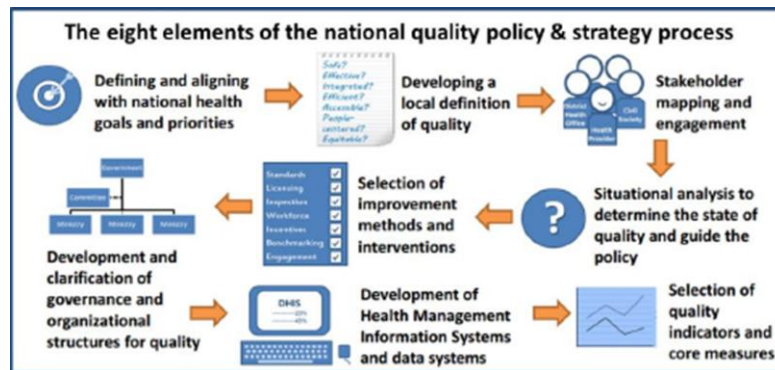 The eight elements of the national quality policy & strategy process
Defining and aligning
with national health
goals and priorities
Safe?
Effective?
Integrated?
Efficient?
Accessible?
People-
centered?
Equitable?
Developing a
local definition
of quality
District
Health
Office
Health
Provider
Civil
Society
Stakeholder
mapping and
engagement
Situational analysis to
determine the state of
quality and guide the
policy
?
Selection of
improvement
methods and
interventions
Standards
Licensing
Inspection
Workforce
Incentives
Benchmarking
Engagement
Government
Committee
Ministry Ministry Ministry
Development and
clarification of
governance and
organizational
structures for quality
DHIS
Development of
Health Management
Information Systems
and data systems
Selection of
quality
indicators and
core measures